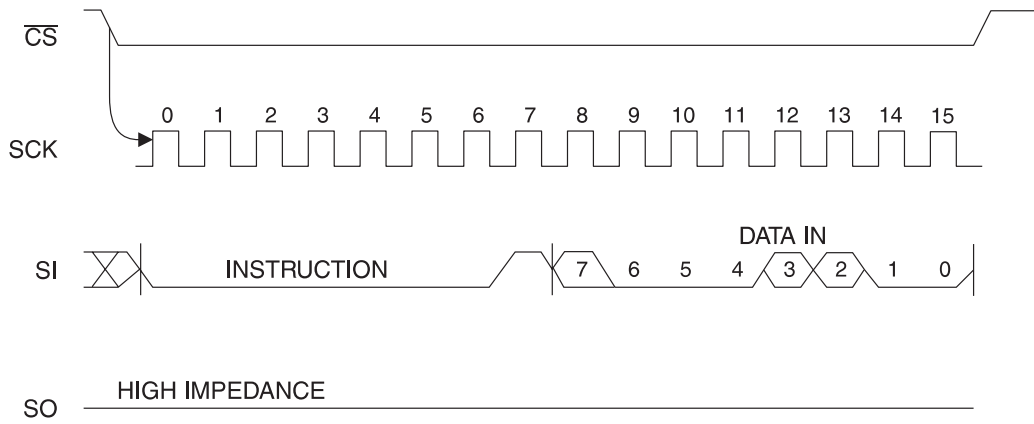 CS
0 1 2 3 4 5 6 7 8 9 10 11 12 13 14 15
SCK
DATA IN
SI INSTRUCTION 7 6 5 4 3 2 1 0
HIGH IMPEDANCE
SO